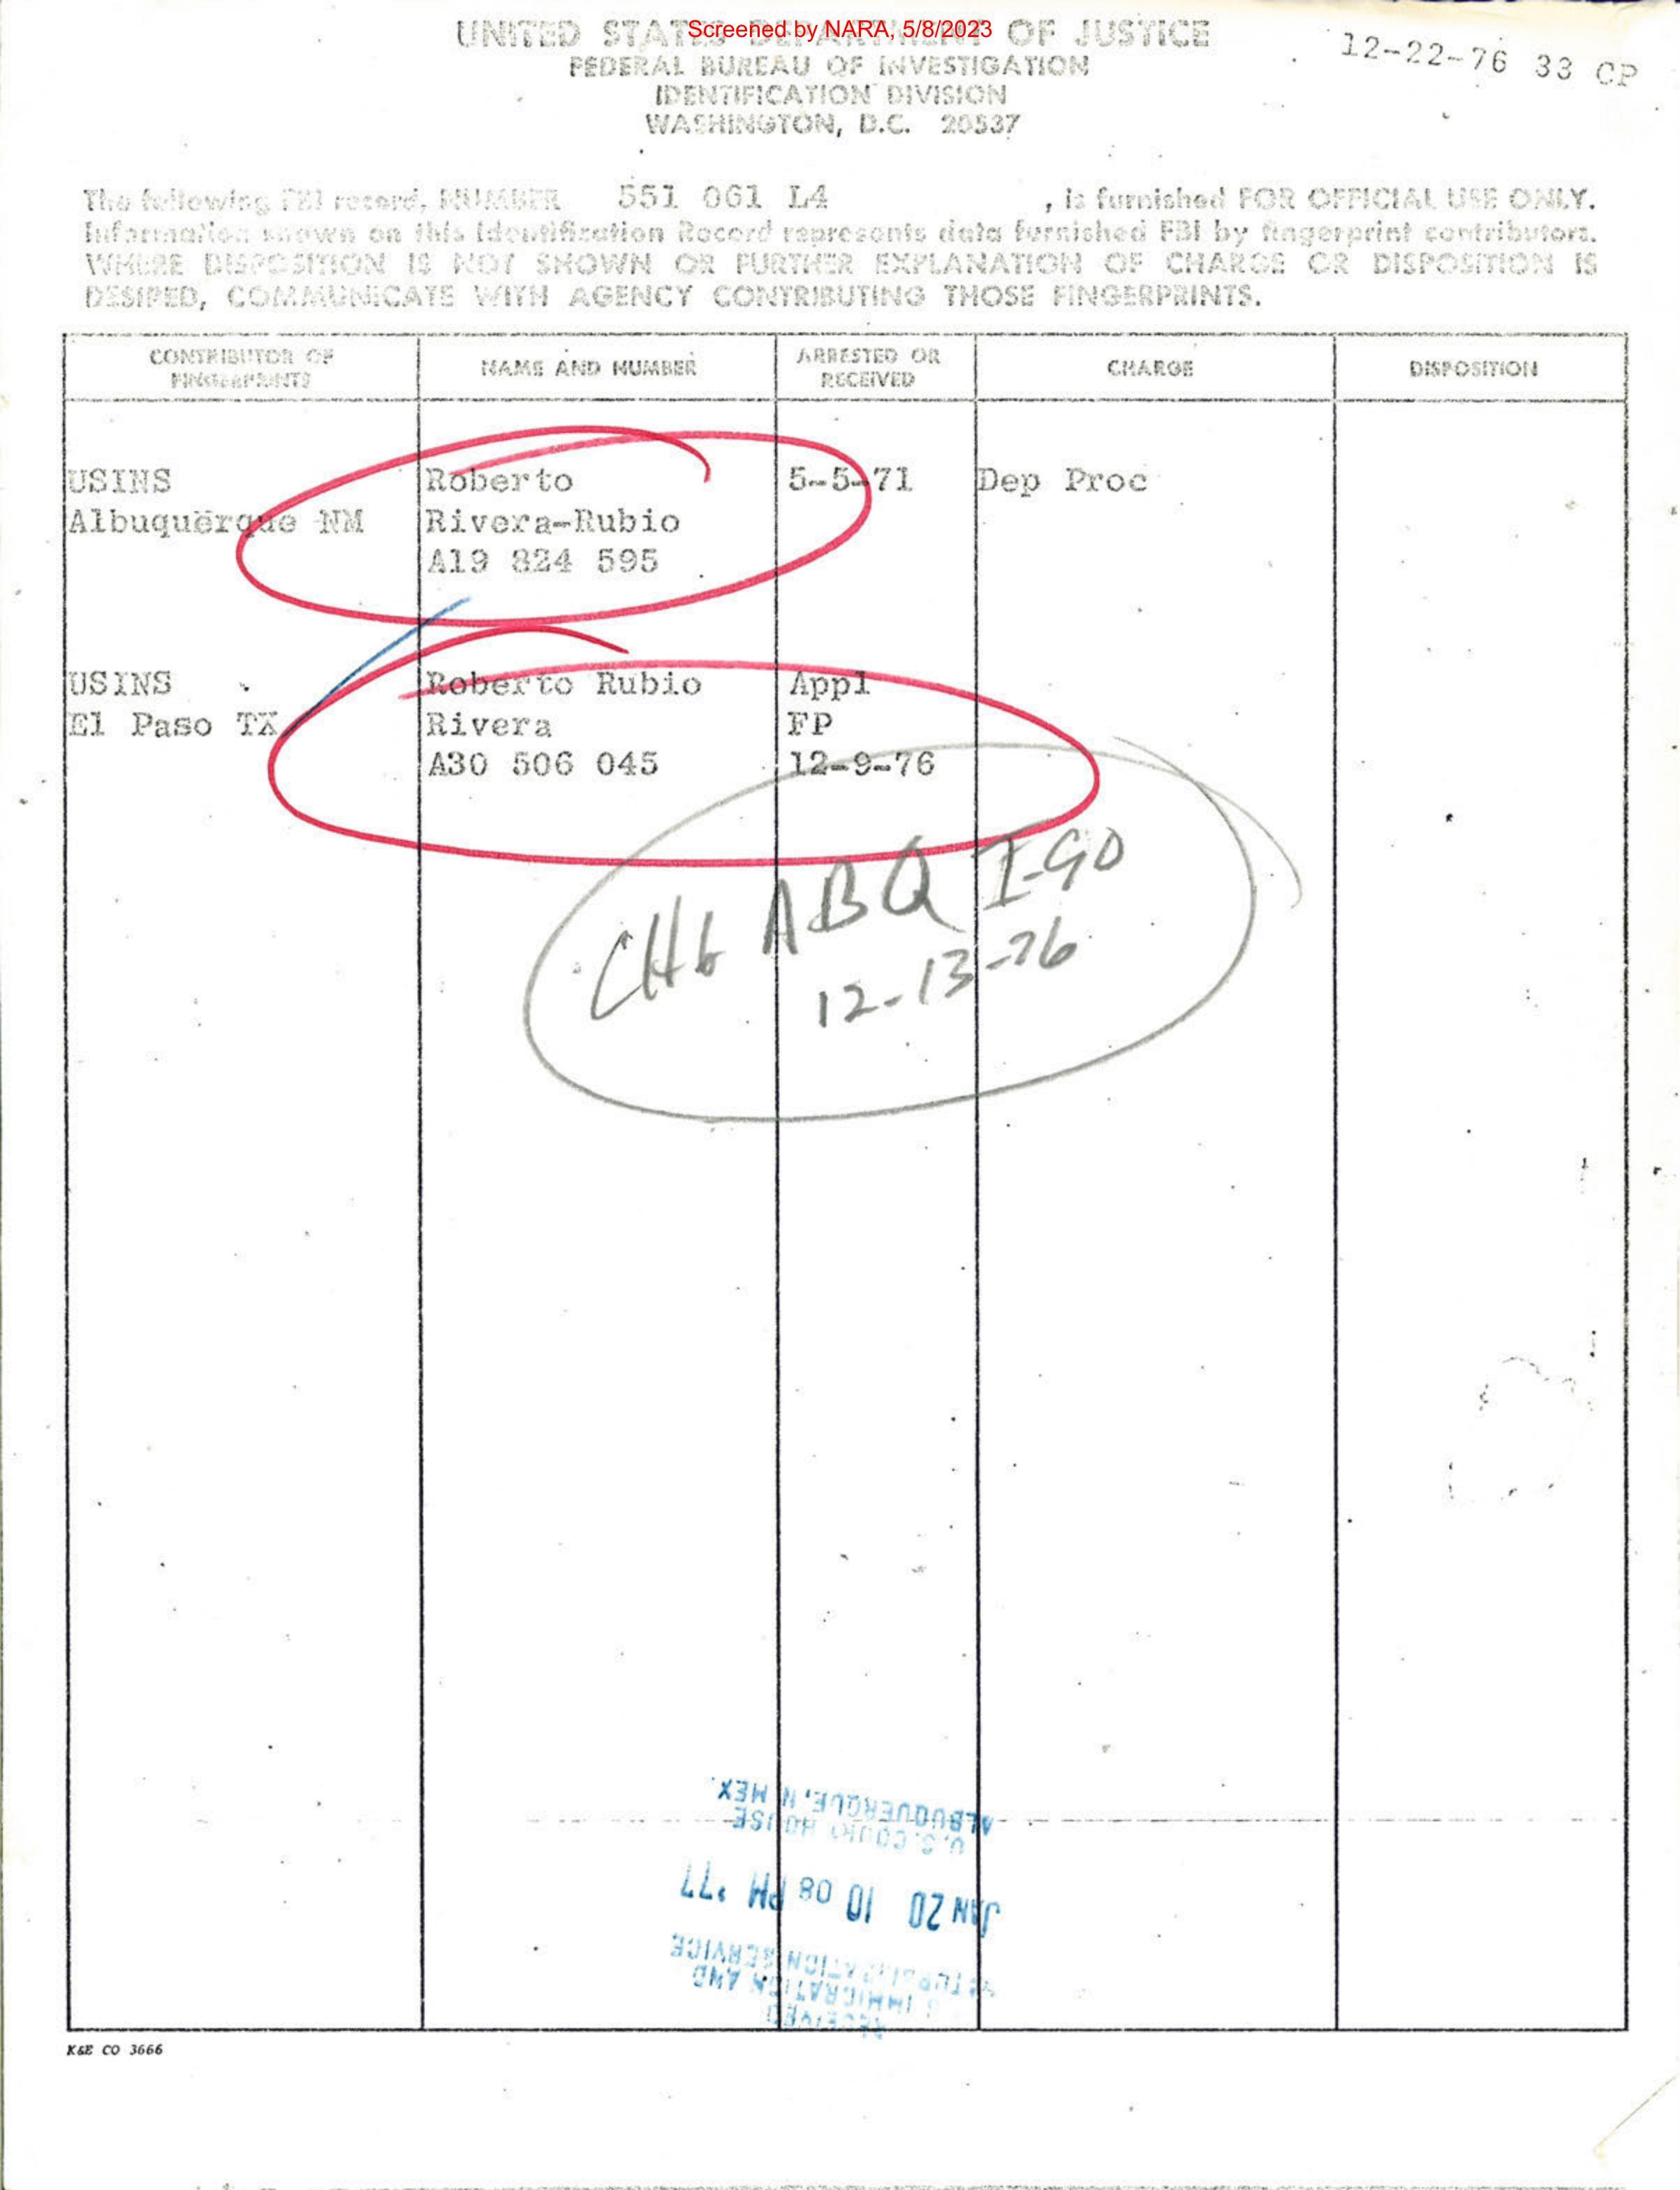 Screened by NARA, 5/8/2023
UNITED STATES DEPARTMENT OF JUSTICE
12-22-76 33 CP
FEDERAL BUREAU OF INVESTIGATION
IDENTIFICATION DIVISION
WASHINGTON, D.C. 20537
The following FBI record, NUMBER 551 061 L4 , is furnished FOR OFFICIAL USE ONLY.
Information shown on this Identification Record represents data furnished FBI by fingerprint contributors.
WHERE DISPOSITION IS NOT SHOWN OR FURTHER EXPLANATION OF CHARGE OR DISPOSITION IS
DESIRED, COMMUNICATE WITH AGENCY CONTRIBUTING THOSE FINGERPRINTS.
CONTRIBUTOR OF FINGERPRINTS NAME AND NUMBER ARRESTED OR RECEIVED CHARGE DISPOSITION
USINS Roberto 5-5-71 Dep Proc
Albuquerque NM Rivera-Rubio
A19 824 595
USINS Roberto Rubio Appl
El Paso TX Rivera FP
A30 506 045 12-9-76
ABQ I-90
12-13-76
RECEIVED
IMMIGRATION AND
NATURALIZATION SERVICE
JAN 20 10 08 PM '77
U.S. COURT HOUSE
ALBUQUERQUE, N MEX.
K&E CO 3666